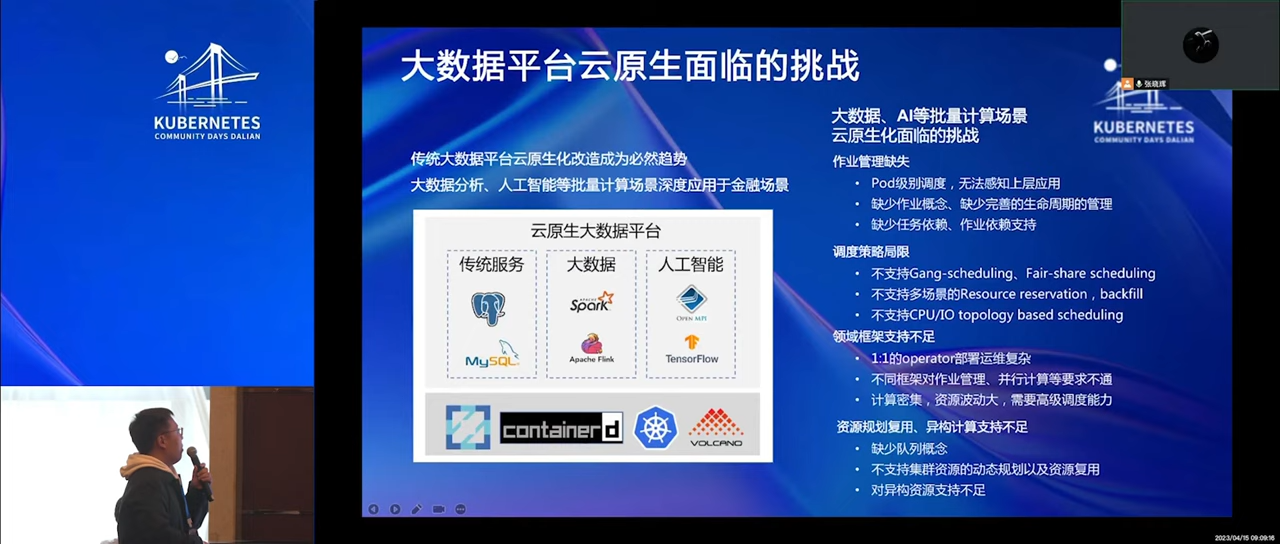 KUBERNETES
COMMUNITY DAYS DALIAN
大数据平台云原生面临的挑战
张晓辉
KUBERNETES
COMMUNITY DAYS DALIAN
传统大数据平台云原生化改造成为必然趋势
大数据分析、人工智能等批量计算场景深度应用于金融场景
云原生大数据平台
传统服务
大数据
人工智能
MySQL
APACHE
Spark
Apache Flink
OPEN MPI
TensorFlow
containerd
VOLCANO
大数据、AI等批量计算场景
云原生化面临的挑战
作业管理缺失
• Pod级别调度，无法感知上层应用
• 缺少作业概念、缺少完善的生命周期的管理
• 缺少任务依赖、作业依赖支持
调度策略局限
• 不支持Gang-scheduling、Fair-share scheduling
• 不支持多场景的Resource reservation，backfill
• 不支持CPU/IO topology based scheduling
领域框架支持不足
• 1:1的operator部署运维复杂
• 不同框架对作业管理、并行计算等要求不通
• 计算密集，资源波动大，需要高级调度能力
资源规划复用、异构计算支持不足
• 缺少队列概念
• 不支持集群资源的动态规划以及资源复用
• 对异构资源支持不足
2023/04/15 09:09:16